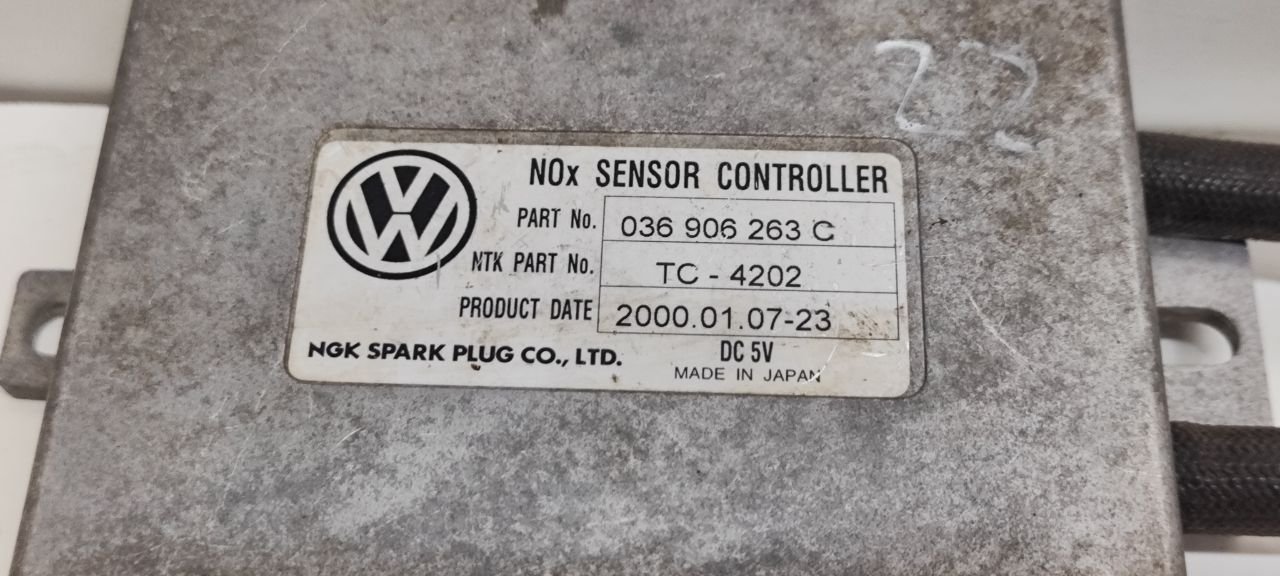 22
NOx SENSOR CONTROLLER
PART No. 036 906 263 C
NTK PART No. TC - 4202
PRODUCT DATE 2000.01.07-23
NGK SPARK PLUG CO., LTD. DC 5V
MADE IN JAPAN